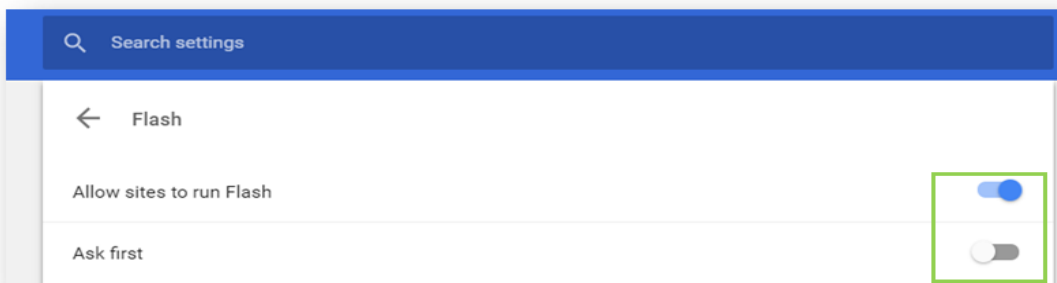 Search settings
Flash
Allow sites to run Flash
Ask first